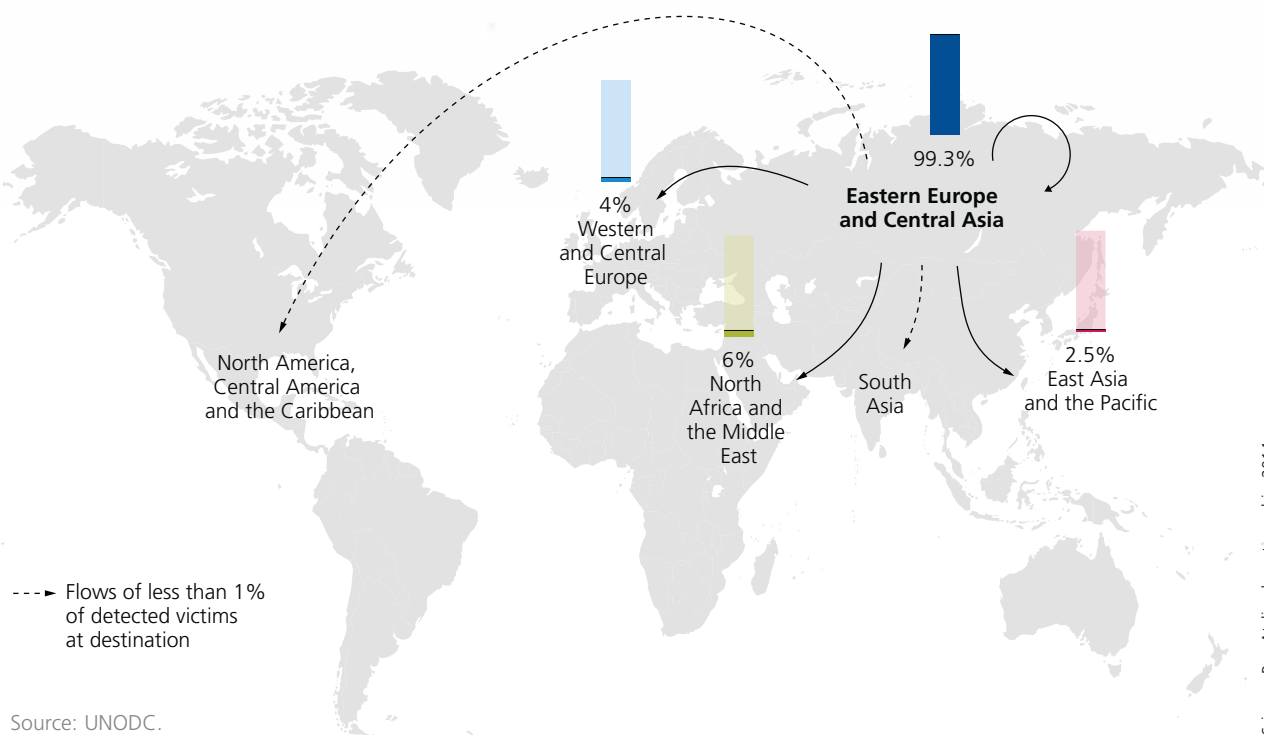 99.3%
Eastern Europe
and Central Asia
4%
Western
and Central
Europe
6%
North
Africa and
the Middle
East
South
Asia
2.5%
East Asia
and the Pacific
North America,
Central America
and the Caribbean
Flows of less than 1%
of detected victims
at destination
Source: UNODC.